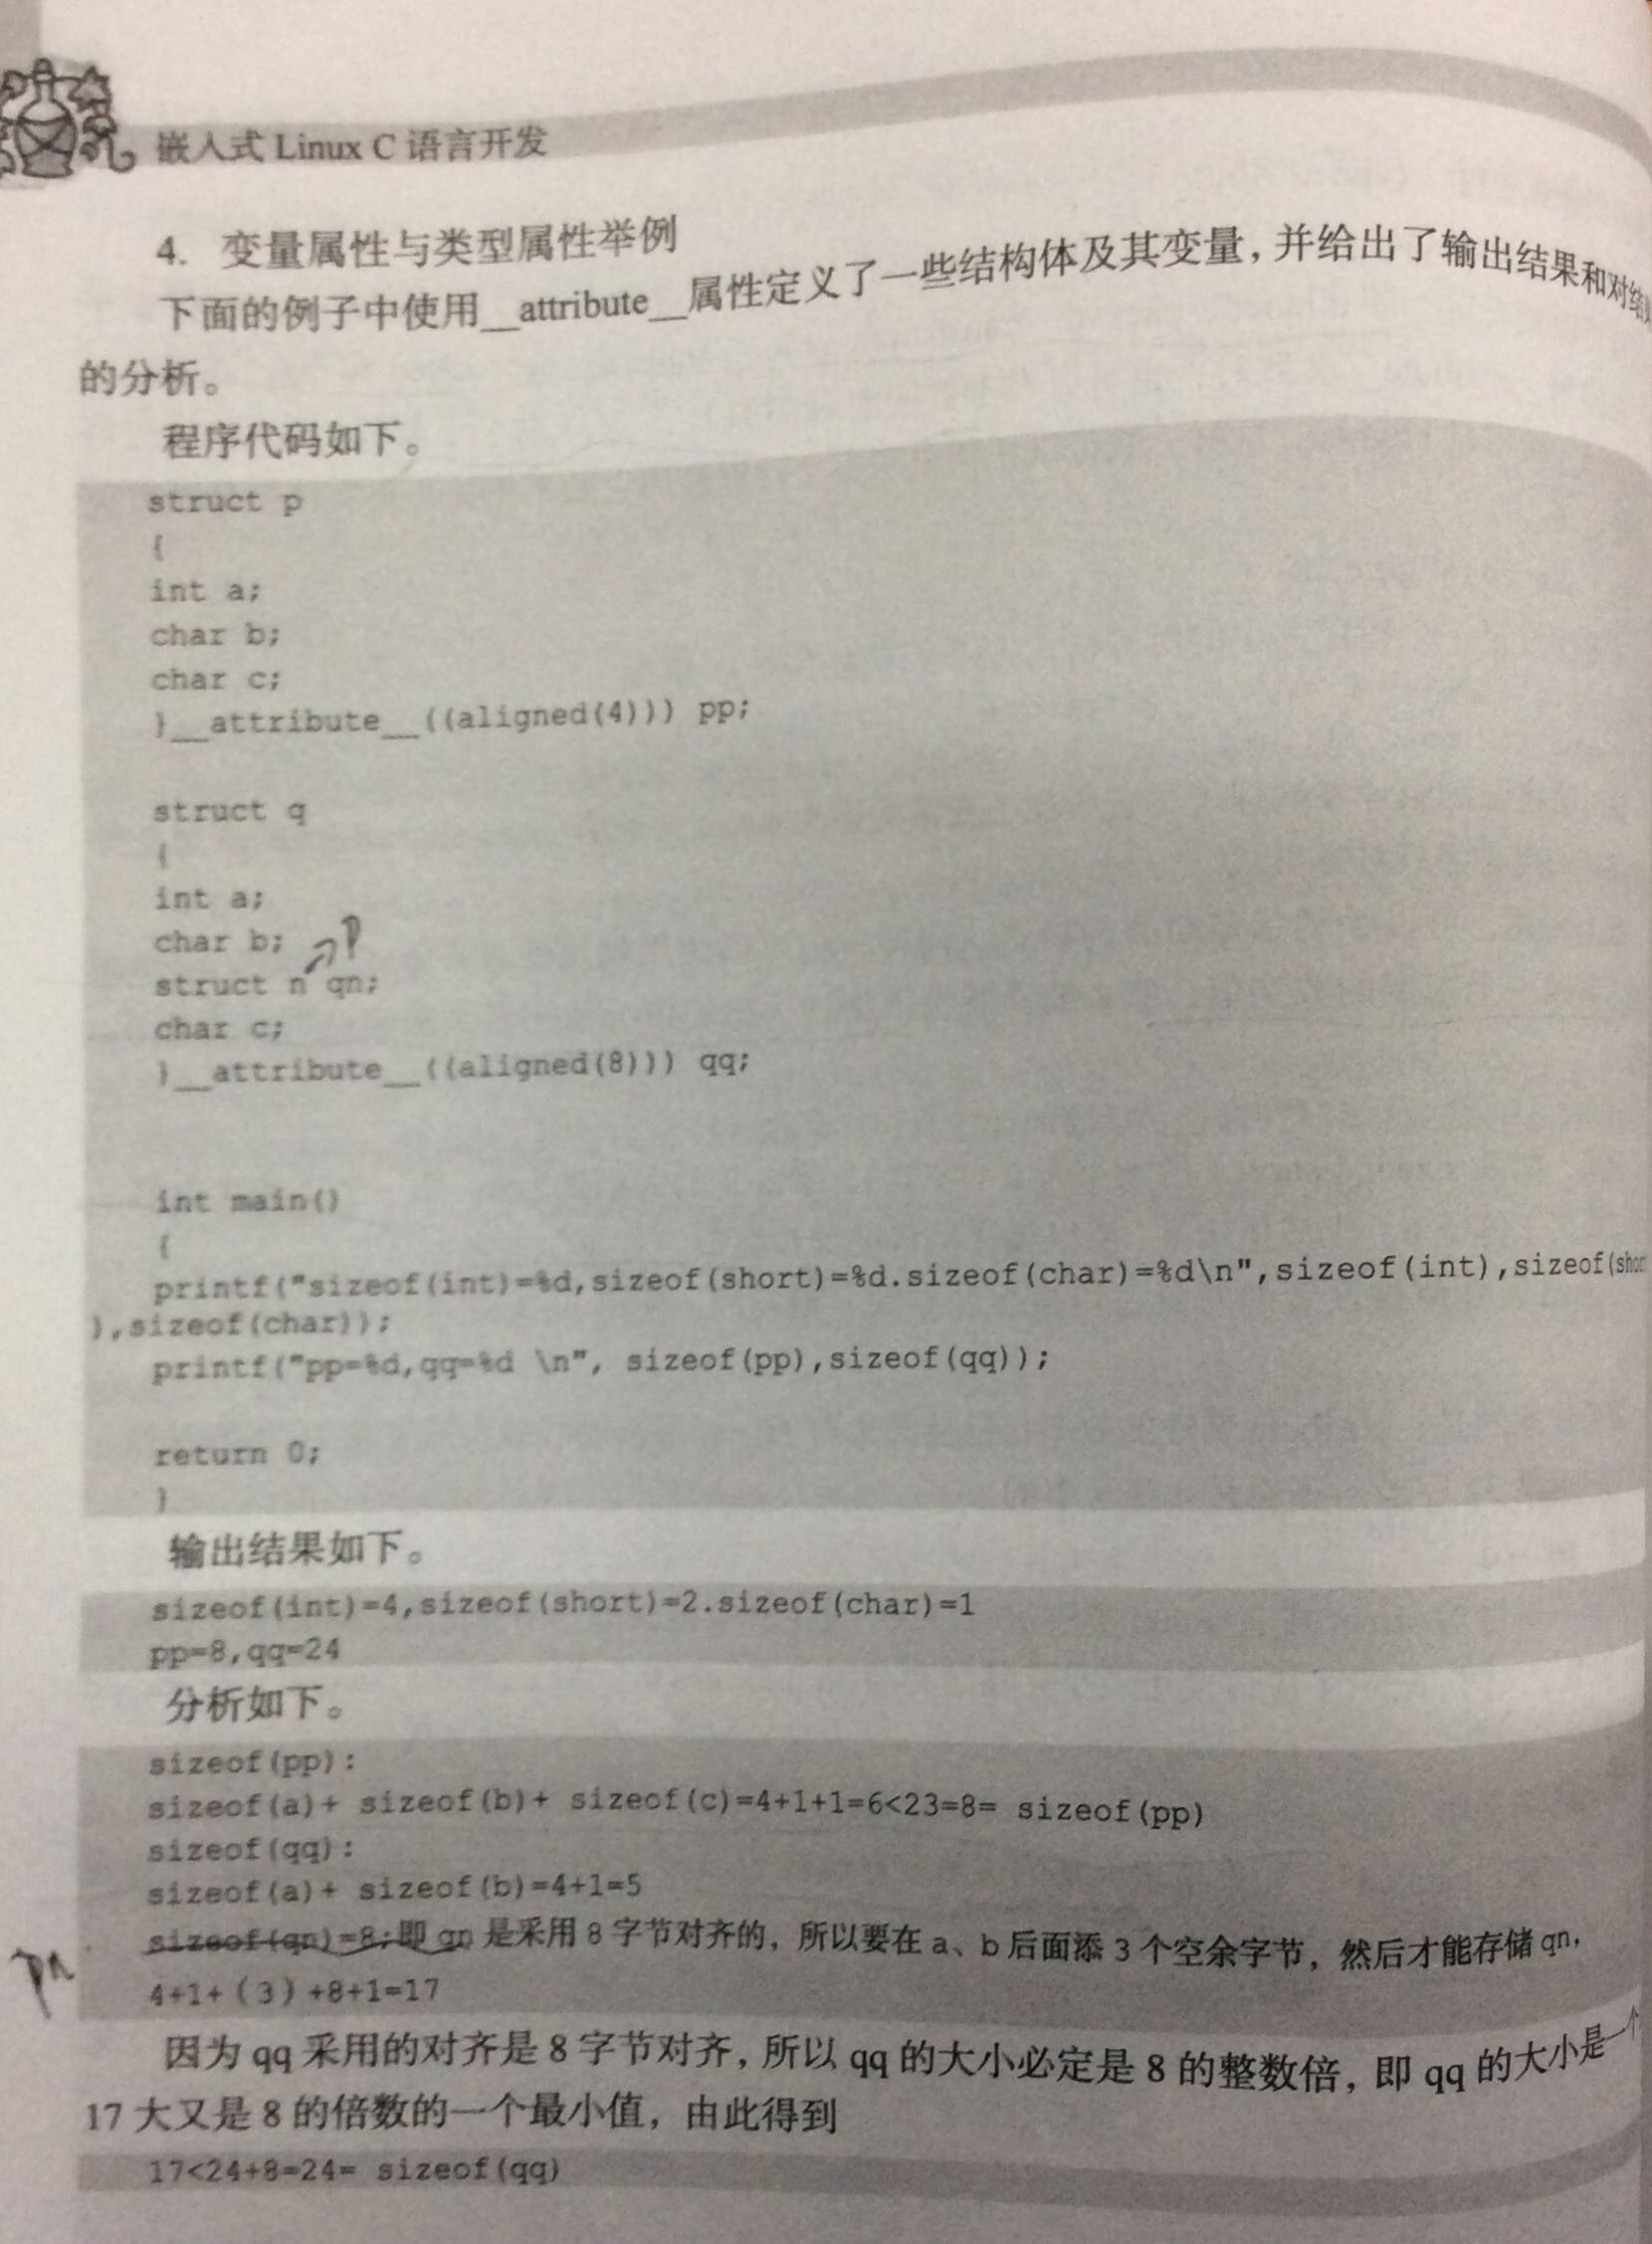 嵌入式 Linux C 语言开发
4. 变量属性与类型属性举例
下面的例子中使用__attribute__属性定义了一些结构体及其变量，并给出了输出结果和对结果
的分析。
程序代码如下。
struct p
{
int a;
char b;
char c;
}__attribute__((aligned(4))) pp;
struct q
{
int a;
char b;
p
struct n qn;
char c;
}__attribute__((aligned(8))) qq;
int main()
{
printf("sizeof(int)=%d,sizeof(short)=%d.sizeof(char)=%d\n",sizeof(int),sizeof(shor
),sizeof(char));
printf("pp=%d,qq=%d \n", sizeof(pp),sizeof(qq));
return 0;
}
输出结果如下。
sizeof(int)=4,sizeof(short)=2.sizeof(char)=1
pp=8,qq=24
分析如下。
sizeof(pp):
sizeof(a)+ sizeof(b)+ sizeof(c)=4+1+1=6<23=8= sizeof(pp)
sizeof(qq):
sizeof(a)+ sizeof(b)=4+1=5
sizeof(qn)=8;即 qn 是采用 8 字节对齐的，所以要在 a、b 后面添 3 个空余字节，然后才能存储 qn，
4+1+（3）+8+1=17
因为 qq 采用的对齐是 8 字节对齐，所以 qq 的大小必定是 8 的整数倍，即 qq 的大小是一个
17 大又是 8 的倍数的一个最小值，由此得到
17<24+8=24= sizeof(qq)